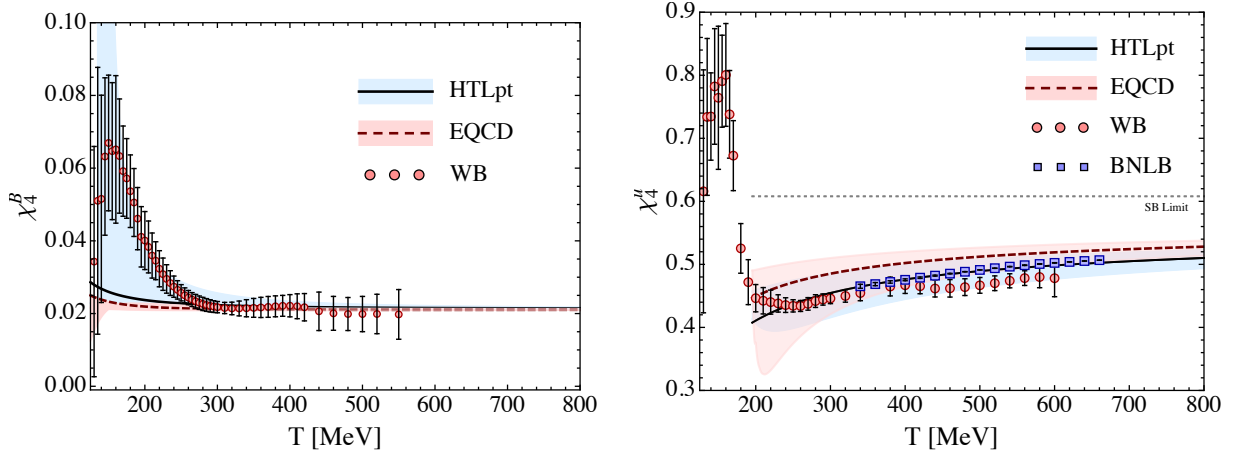 0.10
0.08
0.06
0.04
0.02
0.00
χ₄ᴮ
HTLpt
EQCD
WB
200 300 400 500 600 700 800
T [MeV]
0.9
0.8
0.7
0.6
0.5
0.4
0.3
χ₄ᵘ
HTLpt
EQCD
WB
BNLB
SB Limit
200 300 400 500 600 700 800
T [MeV]